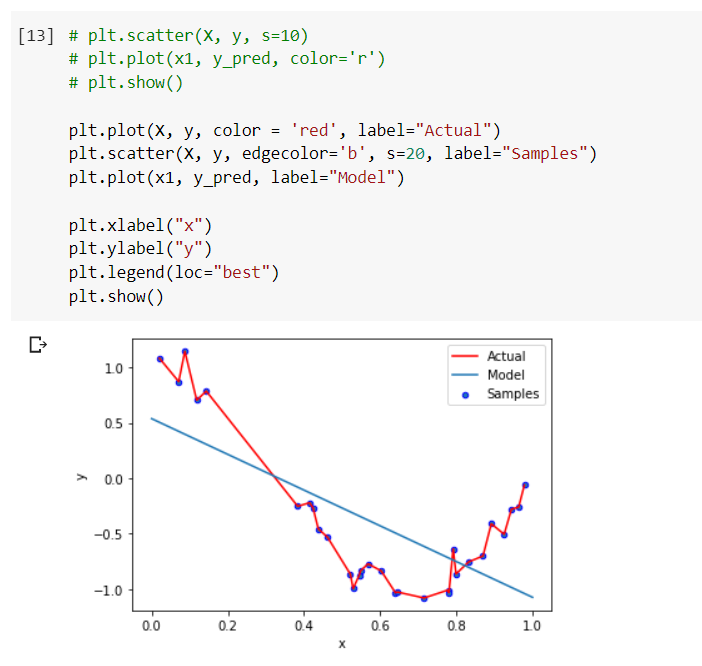 [13] # plt.scatter(X, y, s=10)
# plt.plot(x1, y_pred, color='r')
# plt.show()
plt.plot(X, y, color = 'red', label="Actual")
plt.scatter(X, y, edgecolor='b', s=20, label="Samples")
plt.plot(x1, y_pred, label="Model")
plt.xlabel("x")
plt.ylabel("y")
plt.legend(loc="best")
plt.show()
Actual
Model
Samples
1.0
0.5
0.0
−0.5
−1.0
y
0.0 0.2 0.4 0.6 0.8 1.0
x